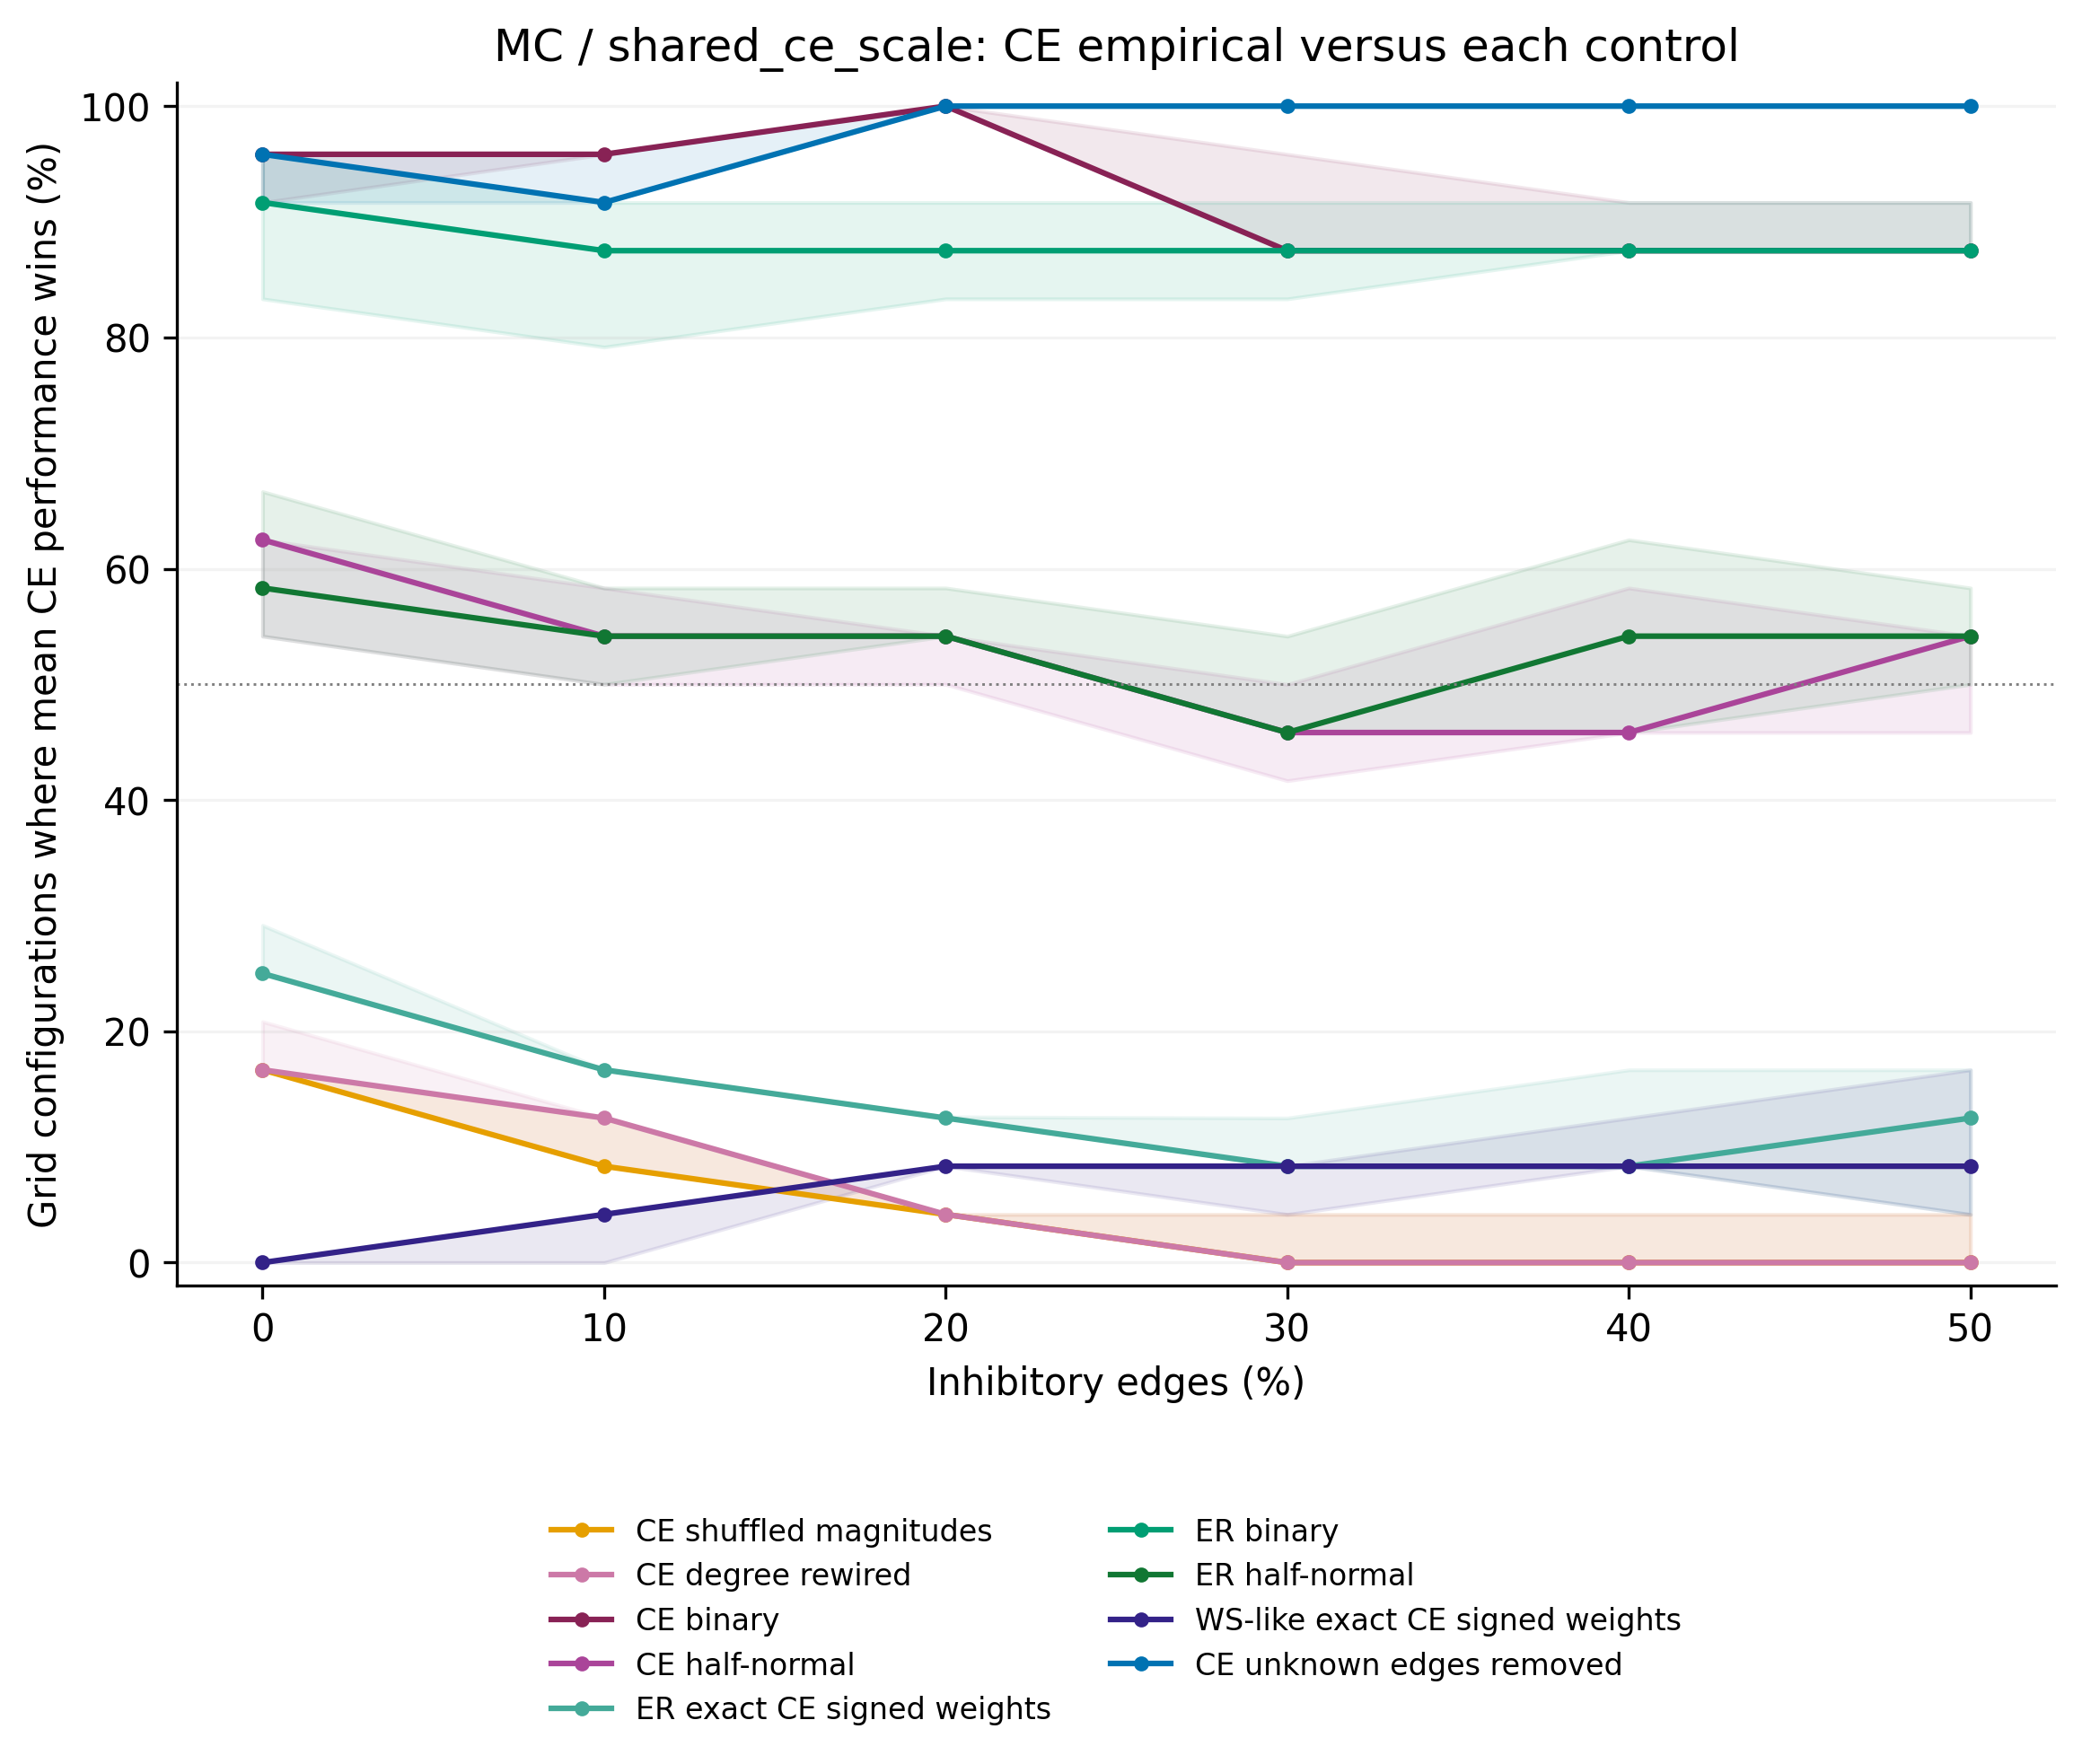 MC / shared_ce_scale: CE empirical versus each control
Grid configurations where mean CE performance wins (%)
100
80
60
40
20
0
0 10 20 30 40 50
Inhibitory edges (%)
CE shuffled magnitudes
CE degree rewired
CE binary
CE half-normal
ER exact CE signed weights
ER binary
ER half-normal
WS-like exact CE signed weights
CE unknown edges removed